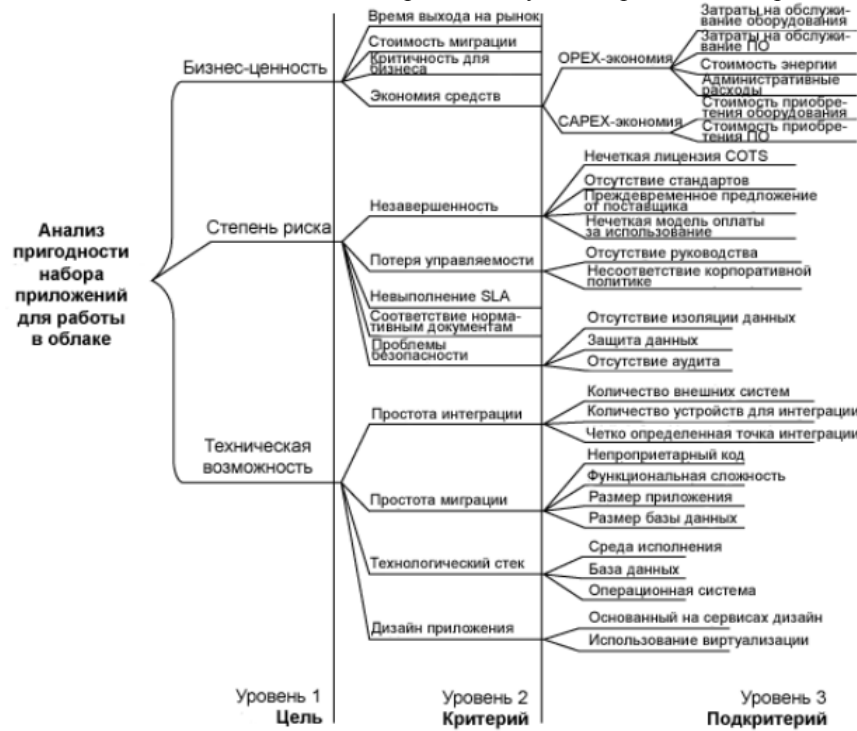 Анализ
пригодности
набора
приложений
для работы
в облаке
Бизнес-ценность
Время выхода на рынок
Стоимость миграции
Критичность для
бизнеса
Экономия средств
OPEX-экономия
Затраты на обслужи-
вание оборудования
Затраты на обслужи-
вание ПО
Стоимость энергии
Административные
расходы
CAPEX-экономия
Стоимость приобре-
тения оборудования
Стоимость приобре-
тения ПО
Степень риска
Незавершенность
Нечеткая лицензия COTS
Отсутствие стандартов
Преждевременное предложение
от поставщика
Нечеткая модель оплаты
за использование
Потеря управляемости
Отсутствие руководства
Несоответствие корпоративной
политике
Невыполнение SLA
Соответствие норма-
тивным документам
Проблемы
безопасности
Отсутствие изоляции данных
Защита данных
Отсутствие аудита
Техническая
возможность
Простота интеграции
Количество внешних систем
Количество устройств для интеграции
Четко определенная точка интеграции
Простота миграции
Непроприетарный код
Функциональная сложность
Размер приложения
Размер базы данных
Технологический стек
Среда исполнения
База данных
Операционная система
Дизайн приложения
Основанный на сервисах дизайн
Использование виртуализации
Уровень 1
Цель
Уровень 2
Критерий
Уровень 3
Подкритерий